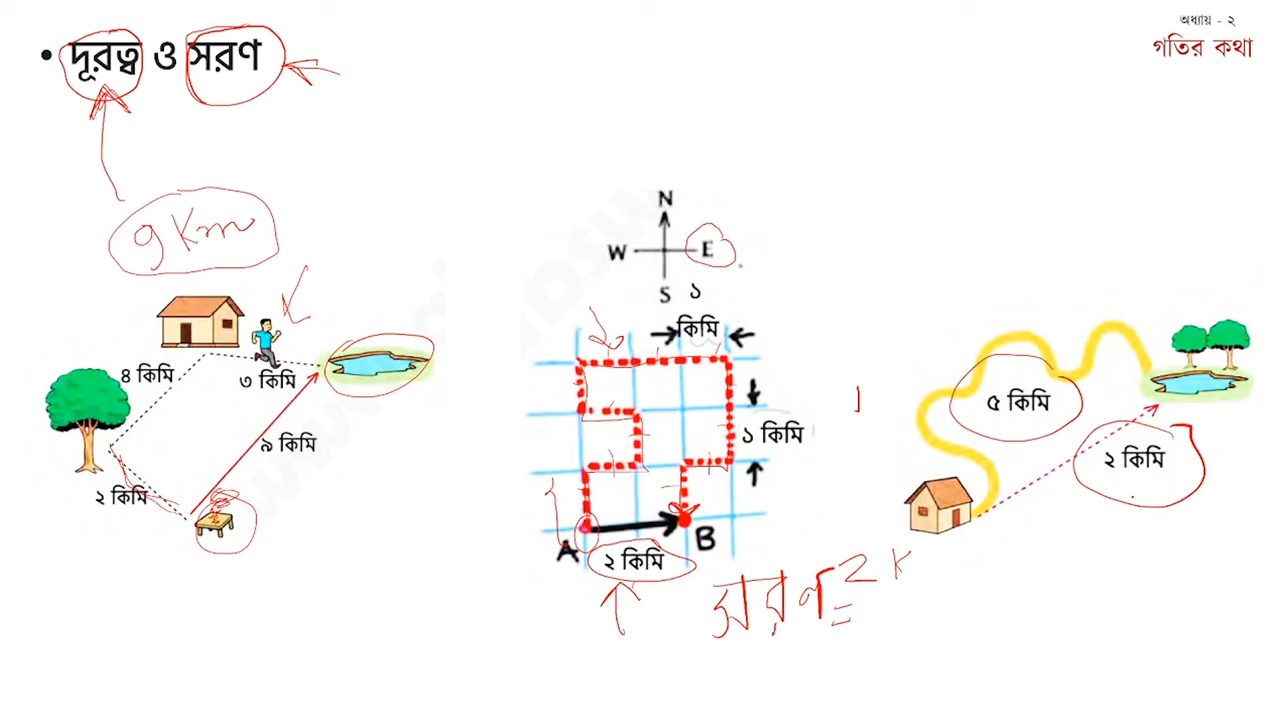 অধ্যায় - ২
গতির কথা
• দূরত্ব ও সরণ
9 Km
N
W E
S ১
কিমি
৪ কিমি
৩ কিমি
৯ কিমি
২ কিমি
১ কিমি
A B
২ কিমি
সরণ = 2 K
৫ কিমি
২ কিমি